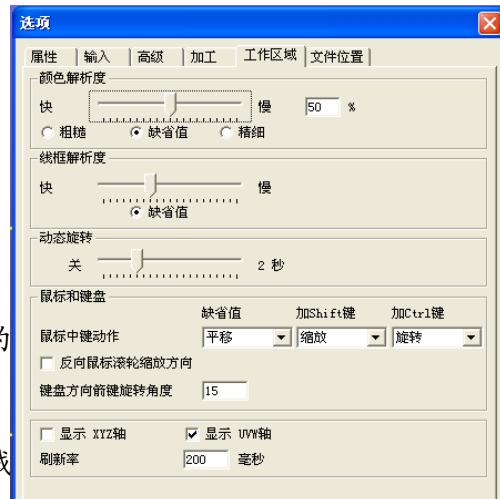 选项
属性 输入 高级 加工 工作区域 文件位置
颜色解析度
快 慢 50 %
粗糙 缺省值 精细
线框解析度
快 慢
缺省值
动态旋转
关 2 秒
鼠标和键盘
缺省值 加Shift键 加Ctrl键
鼠标中键动作 平移 缩放 旋转
反向鼠标滚轮缩放方向
键盘方向箭键旋转角度 15
显示 XYZ轴 显示 UVW轴
刷新率 200 毫秒